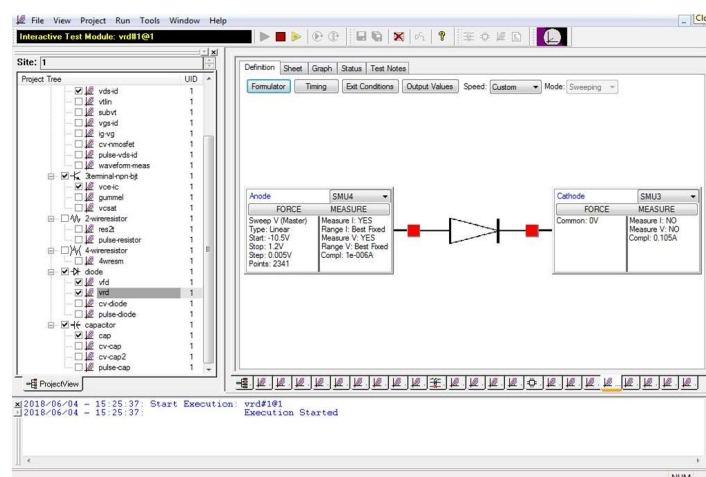 File View Project Run Tools Window Help
Clo
Interactive Test Module: vrd#1@1
Site: 1
Project Tree UID
vds-id 1
vtlin 1
subvt 1
vgs-id 1
ig-vg 1
cv-nmosfet 1
pulse-vds-id 1
waveform-meas 1
3terminal-npn-bjt 1
vce-ic 1
gummel 1
vcsat 1
2-wireresistor 1
res2t 1
pulse-resistor 1
4-wireresistor 1
4wresm 1
diode 1
vfd 1
vrd 1
cv-diode 1
pulse-diode 1
capacitor 1
cap 1
cv-cap 1
cv-cap2 1
pulse-cap 1
ProjectView
Definition Sheet Graph Status Test Notes
Formulator Timing Exit Conditions Output Values Speed: Custom Mode: Sweeping
Anode SMU4
FORCE MEASURE
Sweep V (Master) Measure I: YES
Type: Linear Range I: Best Fixed
Start: -10.5V Measure V: YES
Stop: 1.2V Range V: Best Fixed
Step: 0.005V Compl: 1e-006A
Points: 2341
Cathode SMU3
FORCE MEASURE
Common: 0V Measure I: NO
Measure V: NO
Compl: 0.105A
2018/06/04 - 15:25:37: Start Execution: vrd#1@1
2018/06/04 - 15:25:37: Execution Started
NUM